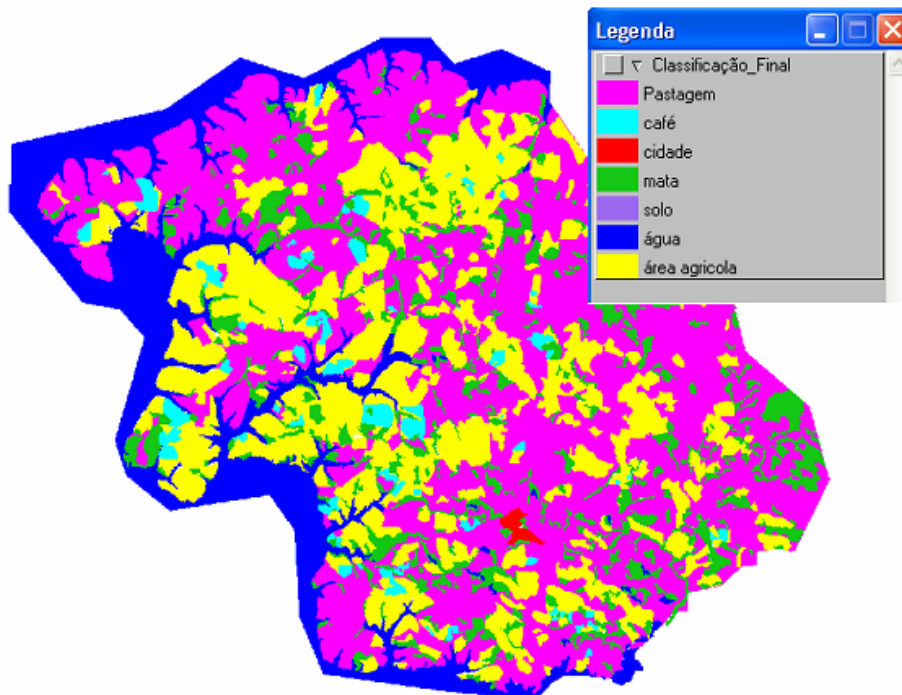 Legenda
Classificação_Final
Pastagem
café
cidade
mata
solo
água
área agricola